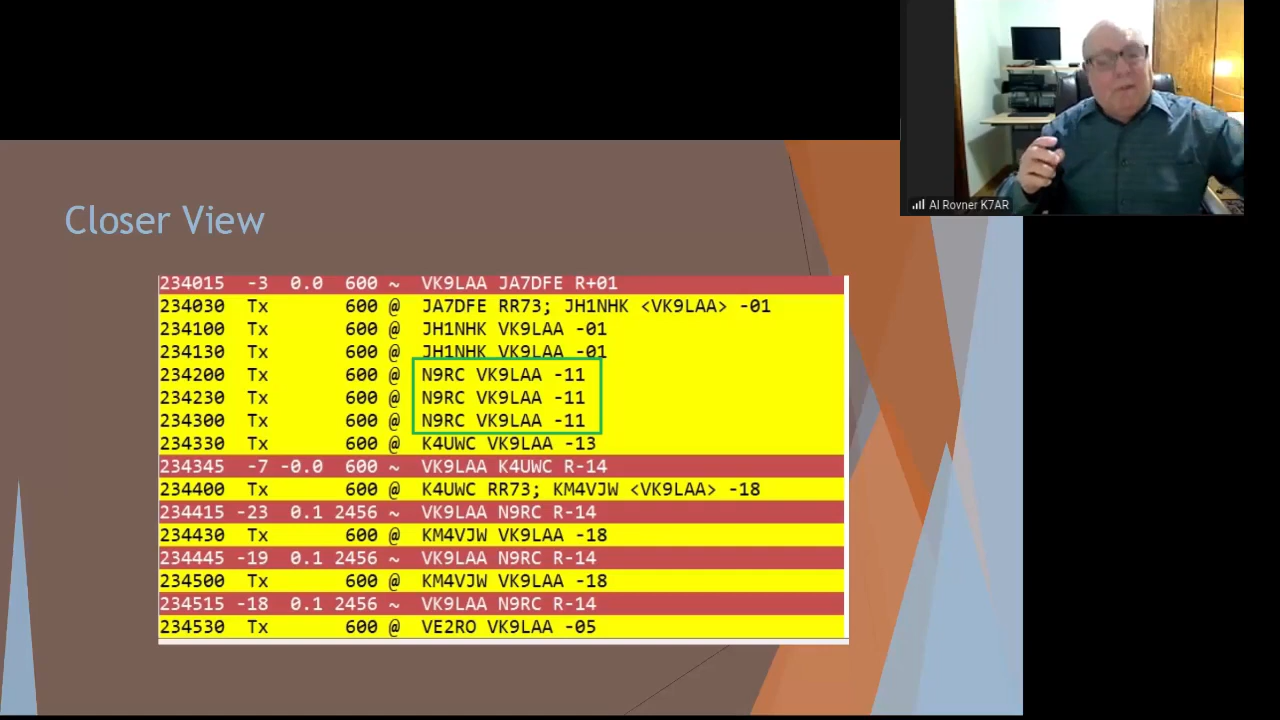 Al Rovner K7AR
Closer View
234015 -3 0.0 600 ~ VK9LAA JA7DFE R+01
234030 Tx 600 @ JA7DFE RR73; JH1NHK <VK9LAA> -01
234100 Tx 600 @ JH1NHK VK9LAA -01
234130 Tx 600 @ JH1NHK VK9LAA -01
234200 Tx 600 @ N9RC VK9LAA -11
234230 Tx 600 @ N9RC VK9LAA -11
234300 Tx 600 @ N9RC VK9LAA -11
234330 Tx 600 @ K4UWC VK9LAA -13
234345 -7 -0.0 600 ~ VK9LAA K4UWC R-14
234400 Tx 600 @ K4UWC RR73; KM4VJW <VK9LAA> -18
234415 -23 0.1 2456 ~ VK9LAA N9RC R-14
234430 Tx 600 @ KM4VJW VK9LAA -18
234445 -19 0.1 2456 ~ VK9LAA N9RC R-14
234500 Tx 600 @ KM4VJW VK9LAA -18
234515 -18 0.1 2456 ~ VK9LAA N9RC R-14
234530 Tx 600 @ VE2RO VK9LAA -05